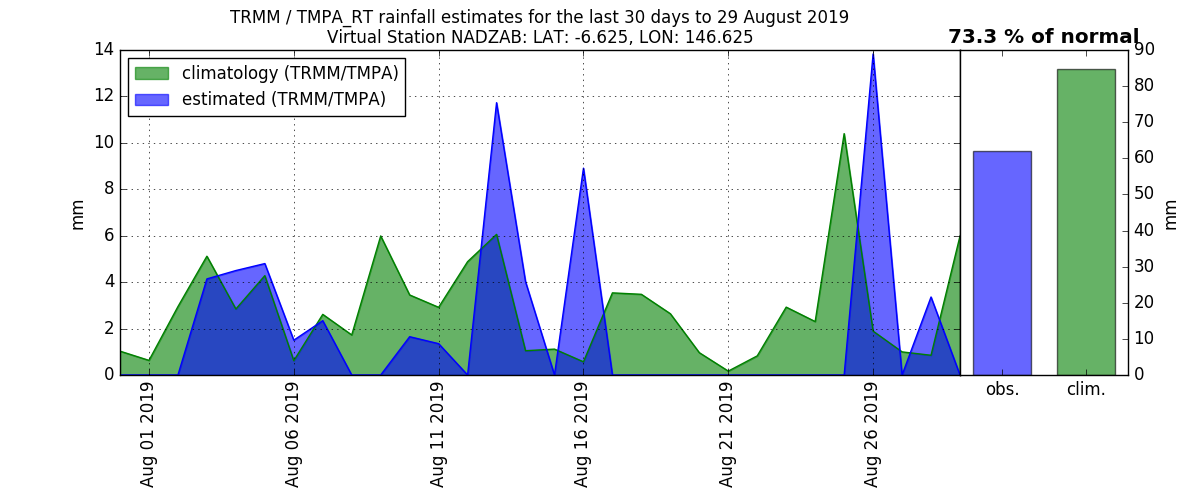 TRMM / TMPA_RT rainfall estimates for the last 30 days to 29 August 2019
Virtual Station NADZAB: LAT: -6.625, LON: 146.625
73.3 % of normal
climatology (TRMM/TMPA)
estimated (TRMM/TMPA)
14
12
10
8
6
4
2
0
mm
90
80
70
60
50
40
30
20
10
0
mm
Aug 01 2019
Aug 06 2019
Aug 11 2019
Aug 16 2019
Aug 21 2019
Aug 26 2019
obs.
clim.